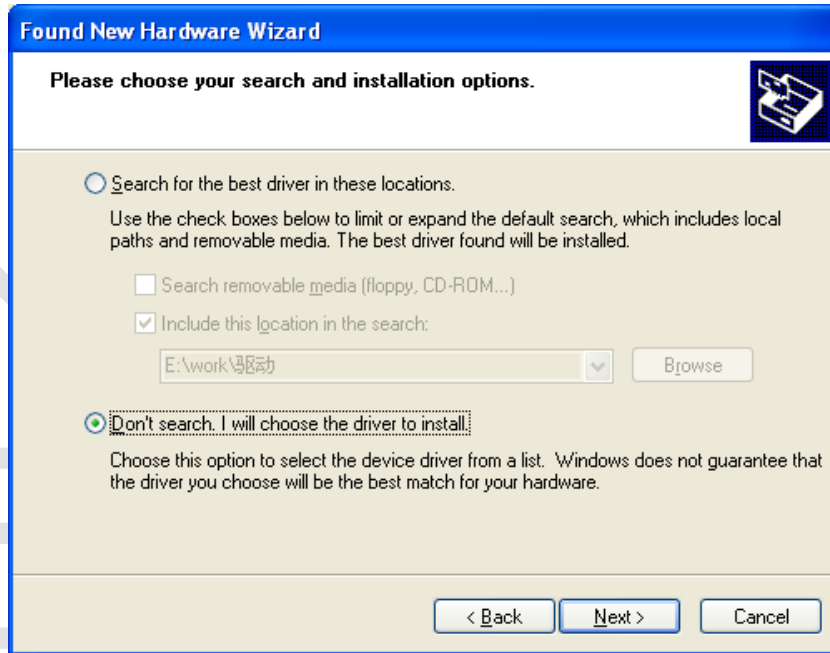 Found New Hardware Wizard
Please choose your search and installation options.
Search for the best driver in these locations.
Use the check boxes below to limit or expand the default search, which includes local
paths and removable media. The best driver found will be installed.
Search removable media (floppy, CD-ROM...)
Include this location in the search:
E:\work\驱动
Browse
Don't search. I will choose the driver to install.
Choose this option to select the device driver from a list. Windows does not guarantee that
the driver you choose will be the best match for your hardware.
< Back Next > Cancel